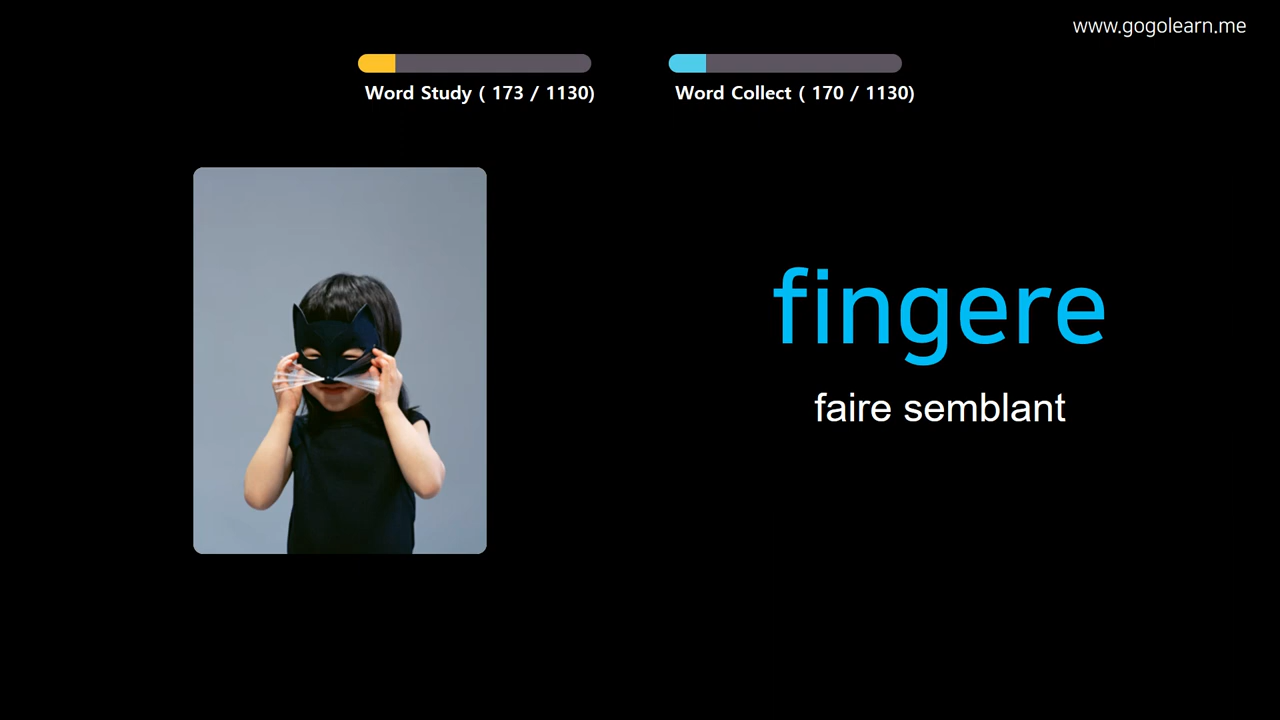 www.gogolearn.me
Word Study ( 173 / 1130)
Word Collect ( 170 / 1130)
fingere
faire semblant